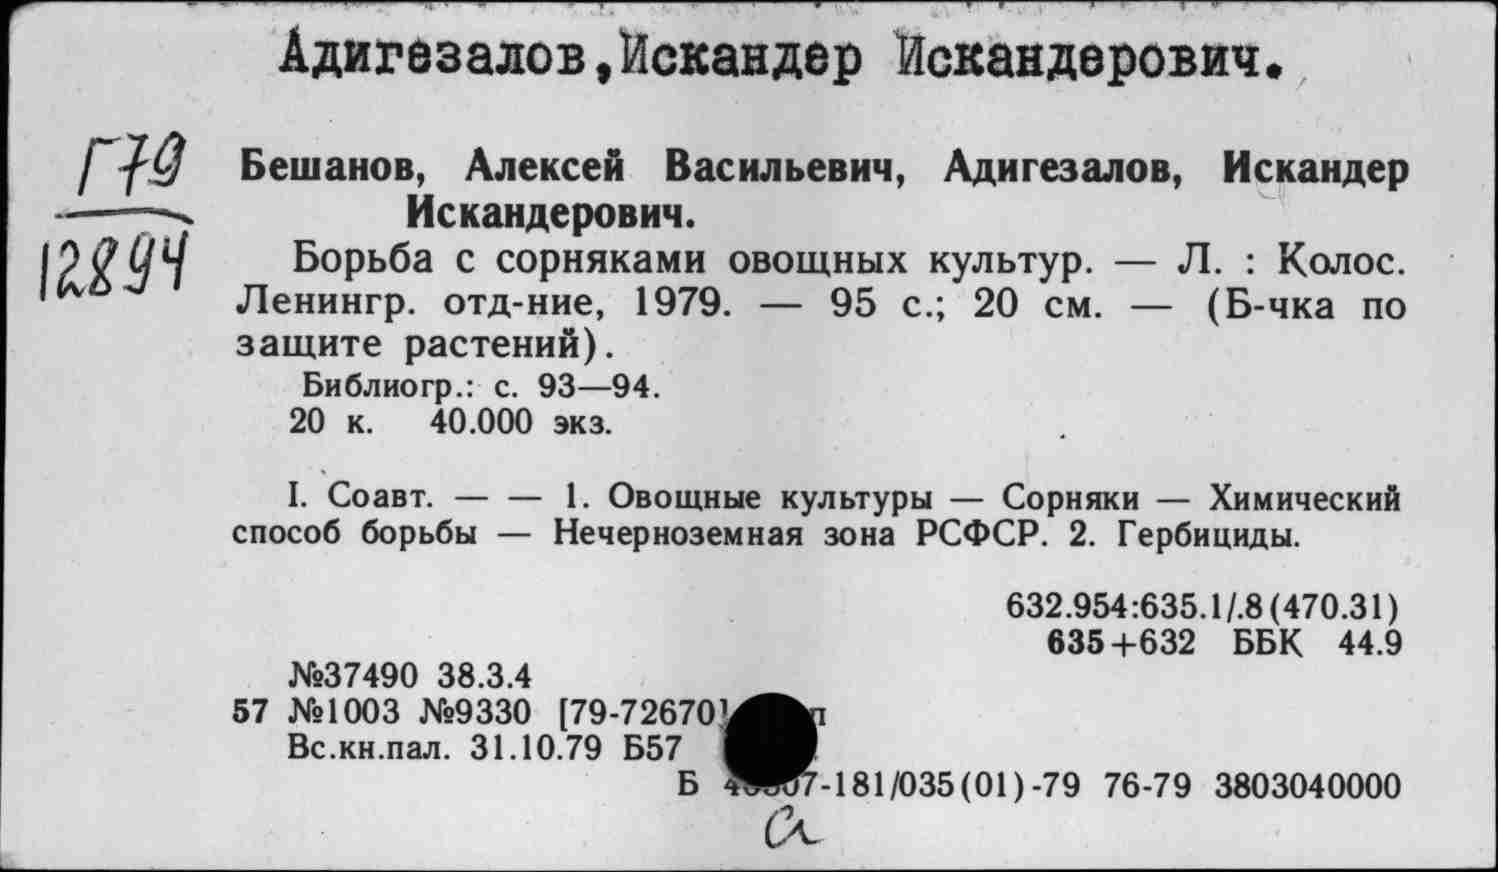 Адигезалов,Искандер Искандерович.
Г79
12894
Бешанов, Алексей Васильевич, Адигезалов, Искандер
Искандерович.
Борьба с сорняками овощных культур. — Л. : Колос.
Ленингр. отд-ние, 1979. — 95 с.; 20 см. — (Б-чка по
защите растений).
Библиогр.: с. 93—94.
20 к. 40.000 экз.
I. Соавт. — — 1. Овощные культуры — Сорняки — Химический
способ борьбы — Нечерноземная зона РСФСР. 2. Гербициды.
632.954:635.1/.8(470.31)
635+632 ББК 44.9
№37490 38.3.4
57 №1003 №9330 [79-72670]
Вс.кн.пал. 31.10.79 Б57
Б 7-181/035(01)-79 76-79 3803040000